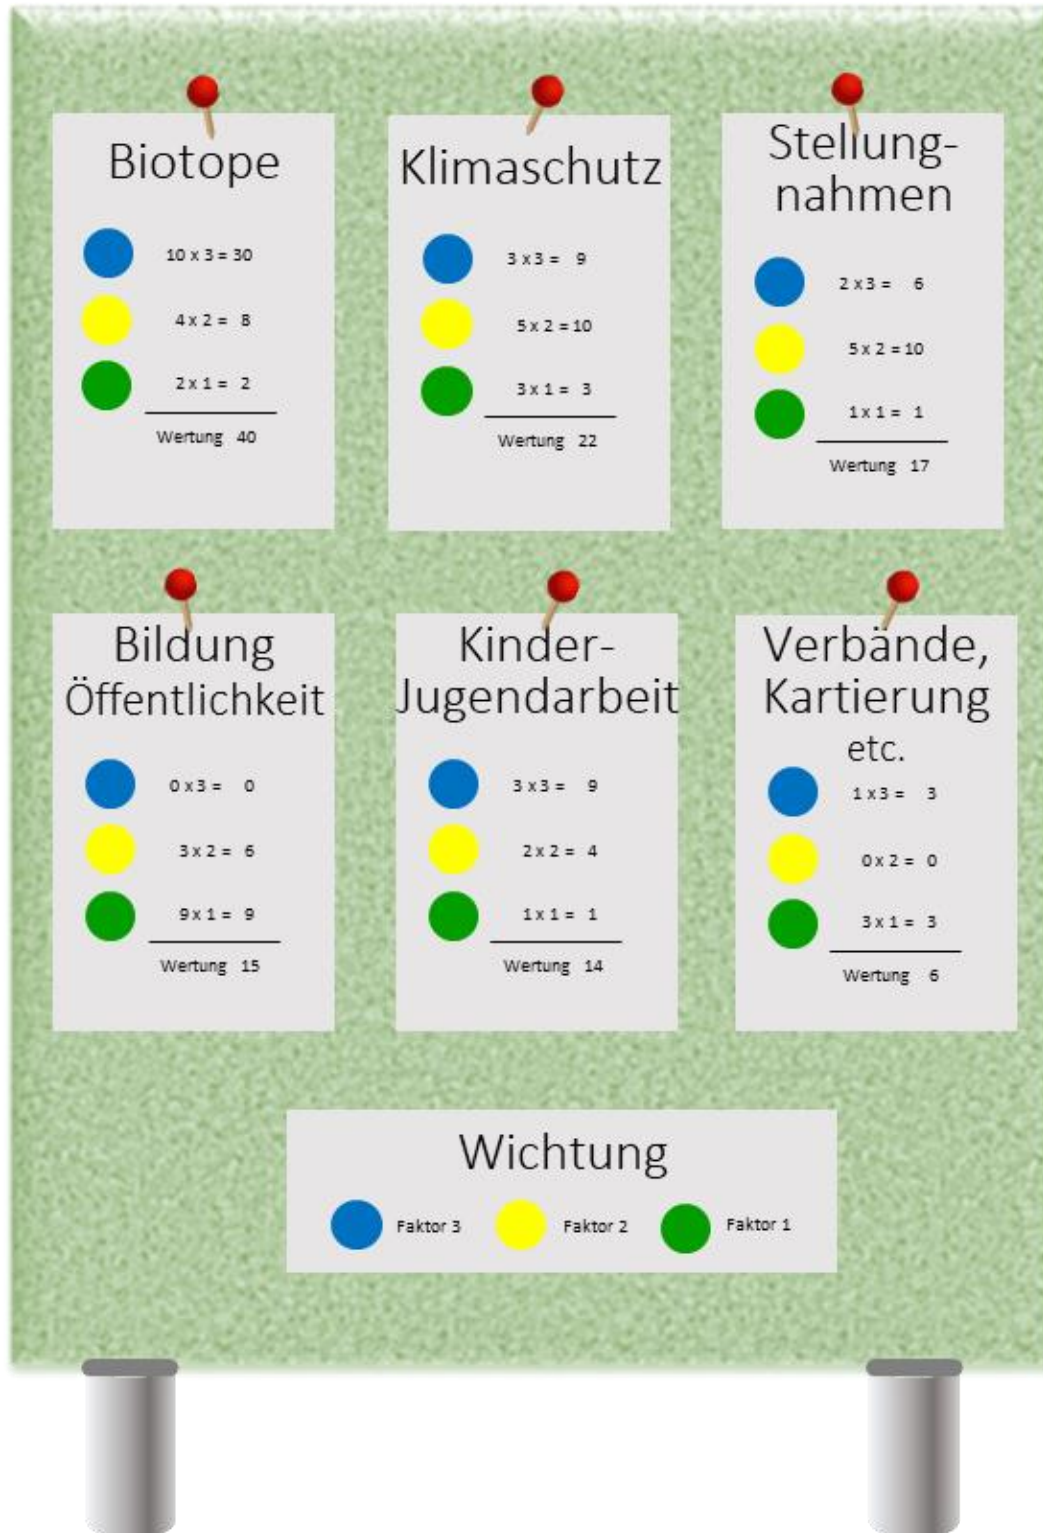 Biotope
10 x 3 = 30
4 x 2 = 8
2 x 1 = 2
Wertung 40
Klimaschutz
3 x 3 = 9
5 x 2 = 10
3 x 1 = 3
Wertung 22
Stellung-
nahmen
2 x 3 = 6
5 x 2 = 10
1 x 1 = 1
Wertung 17
Bildung
Öffentlichkeit
0 x 3 = 0
3 x 2 = 6
9 x 1 = 9
Wertung 15
Kinder-
Jugendarbeit
3 x 3 = 9
2 x 2 = 4
1 x 1 = 1
Wertung 14
Verbände,
Kartierung
etc.
1 x 3 = 3
0 x 2 = 0
3 x 1 = 3
Wertung 6
Wichtung
Faktor 3 Faktor 2 Faktor 1